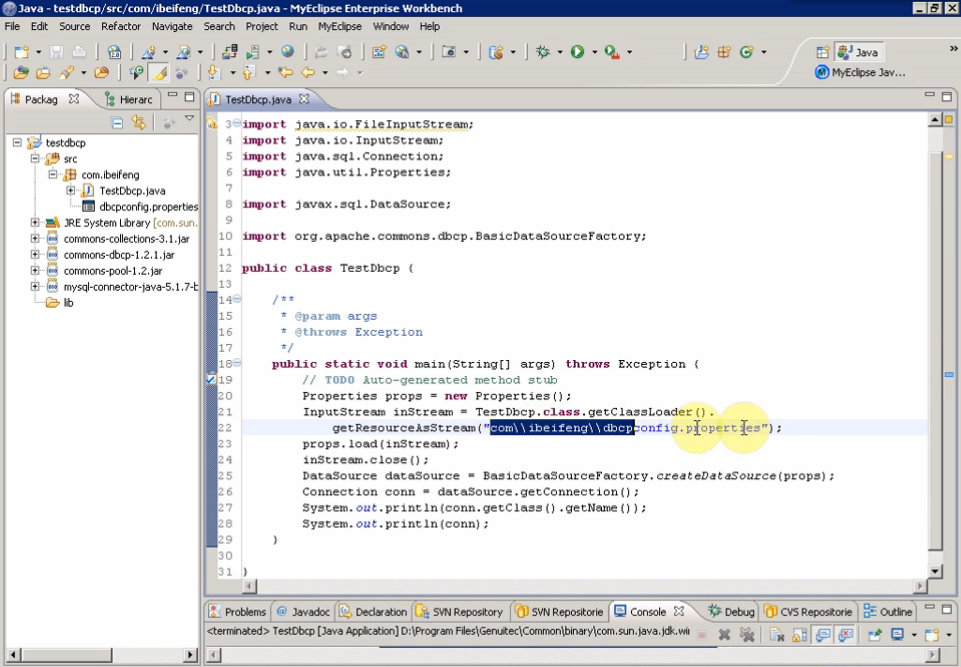 Java - testdbcp/src/com/ibeifeng/TestDbcp.java - MyEclipse Enterprise Workbench
File Edit Source Refactor Navigate Search Project Run MyEclipse Window Help
Java
MyEclipse Jav...
Packag Hierarc
TestDbcp.java
testdbcp
src
com.ibeifeng
TestDbcp.java
dbcpconfig.properties
JRE System Library [com.sun.
commons-collections-3.1.jar
commons-dbcp-1.2.1.jar
commons-pool-1.2.jar
mysql-connector-java-5.1.7-b
lib
3 import java.io.FileInputStream;
4 import java.io.InputStream;
5 import java.sql.Connection;
6 import java.util.Properties;
7
8 import javax.sql.DataSource;
9
10 import org.apache.commons.dbcp.BasicDataSourceFactory;
11
12 public class TestDbcp {
13
14 /**
15 * @param args
16 * @throws Exception
17 */
18 public static void main(String[] args) throws Exception {
19 // TODO Auto-generated method stub
20 Properties props = new Properties();
21 InputStream inStream = TestDbcp.class.getClassLoader().
22 getResourceAsStream("com\\ibeifeng\\dbcpconfig.properties");
23 props.load(inStream);
24 inStream.close();
25 DataSource dataSource = BasicDataSourceFactory.createDataSource(props);
26 Connection conn = dataSource.getConnection();
27 System.out.println(conn.getClass().getName());
28 System.out.println(conn);
29 }
30
31 }
Problems Javadoc Declaration SVN Repository SVN Repositorie Console Debug CVS Repositorie Outline
<terminated> TestDbcp [Java Application] D:\Program Files\Genuitec\Common\binary\com.sun.java.jdk.wi